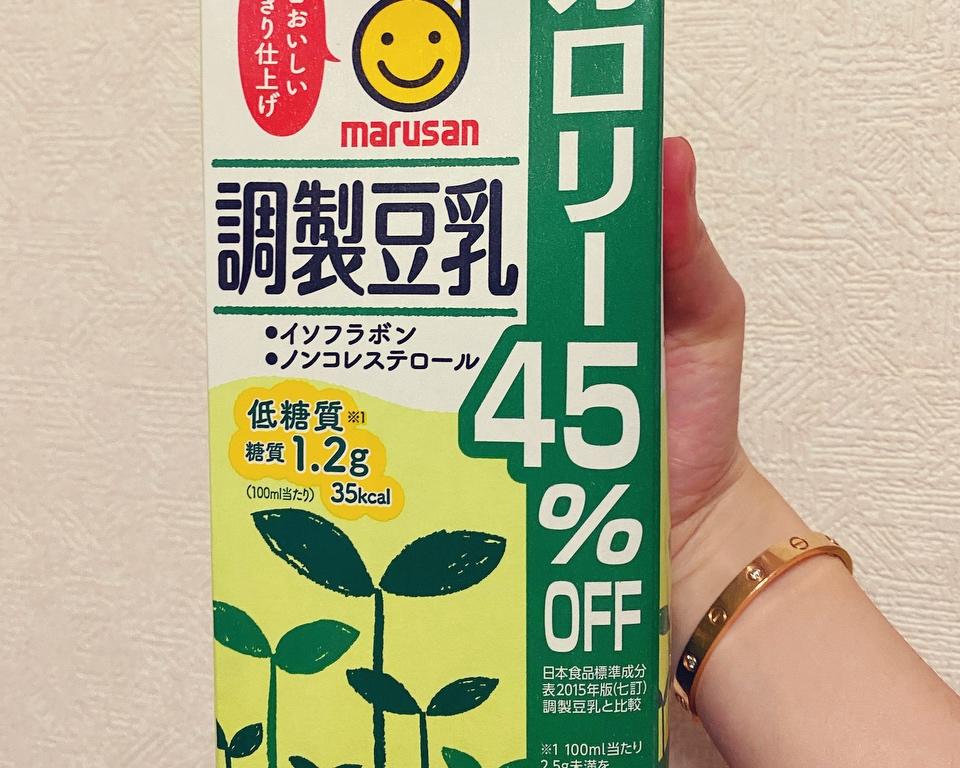 おいしい
きり仕上げ
marusan
調製豆乳
●イソフラボン
●ノンコレステロール
低糖質※1
糖質1.2g
(100ml当たり) 35kcal
カロリー
45
%
OFF
日本食品標準成分
表2015年版(七訂)
調製豆乳と比較
※1 100ml当たり
2.5g未満を